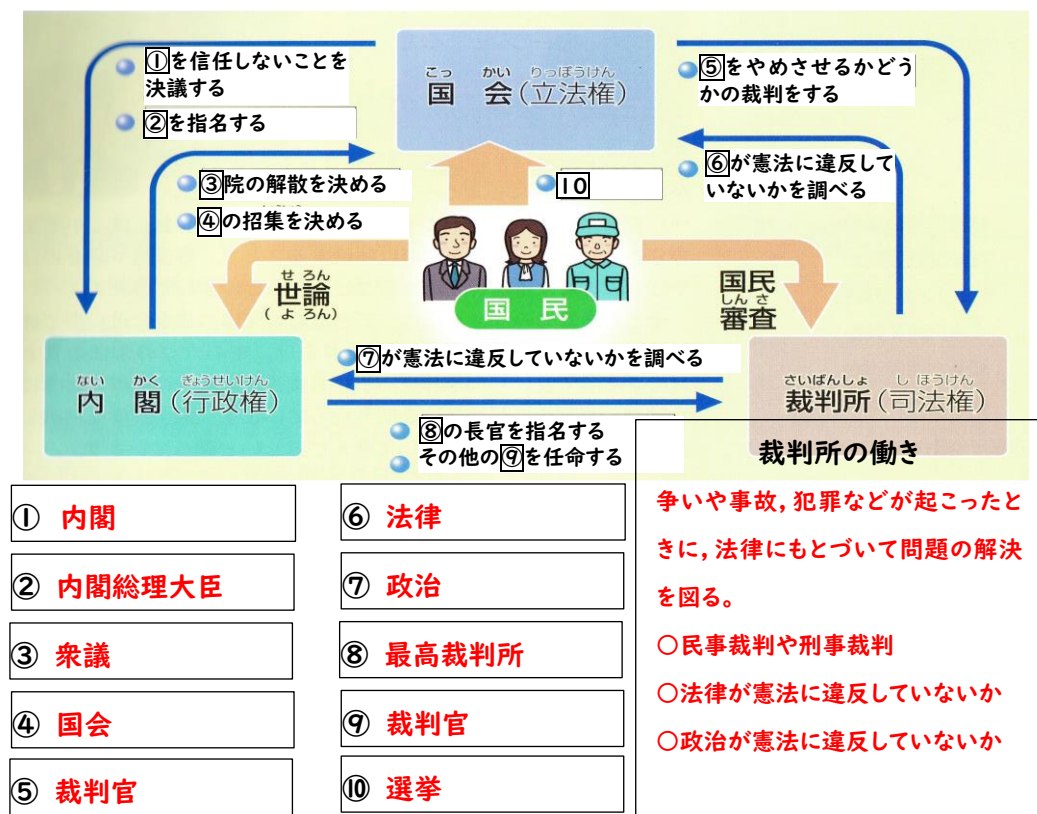 ①を信任しないことを
決議する
②を指名する
こっ かい りっぽうけん
国 会(立法権)
⑤をやめさせるかどう
かの裁判をする
③院の解散を決める
④の招集を決める
10
⑥が憲法に違反して
いないかを調べる
せ ろん
世論
(よ ろん)
国 民
国民
しん さ
審査
⑦が憲法に違反していないかを調べる
ない かく ぎょうせいけん
内 閣(行政権)
さいばんしょ し ほうけん
裁判所(司法権)
⑧の長官を指名する
その他の⑨を任命する
① 内閣
② 内閣総理大臣
③ 衆議
④ 国会
⑤ 裁判官
⑥ 法律
⑦ 政治
⑧ 最高裁判所
⑨ 裁判官
⑩ 選挙
裁判所の働き
争いや事故,犯罪などが起こったと
きに,法律にもとづいて問題の解決
を図る。
○民事裁判や刑事裁判
○法律が憲法に違反していないか
○政治が憲法に違反していないか